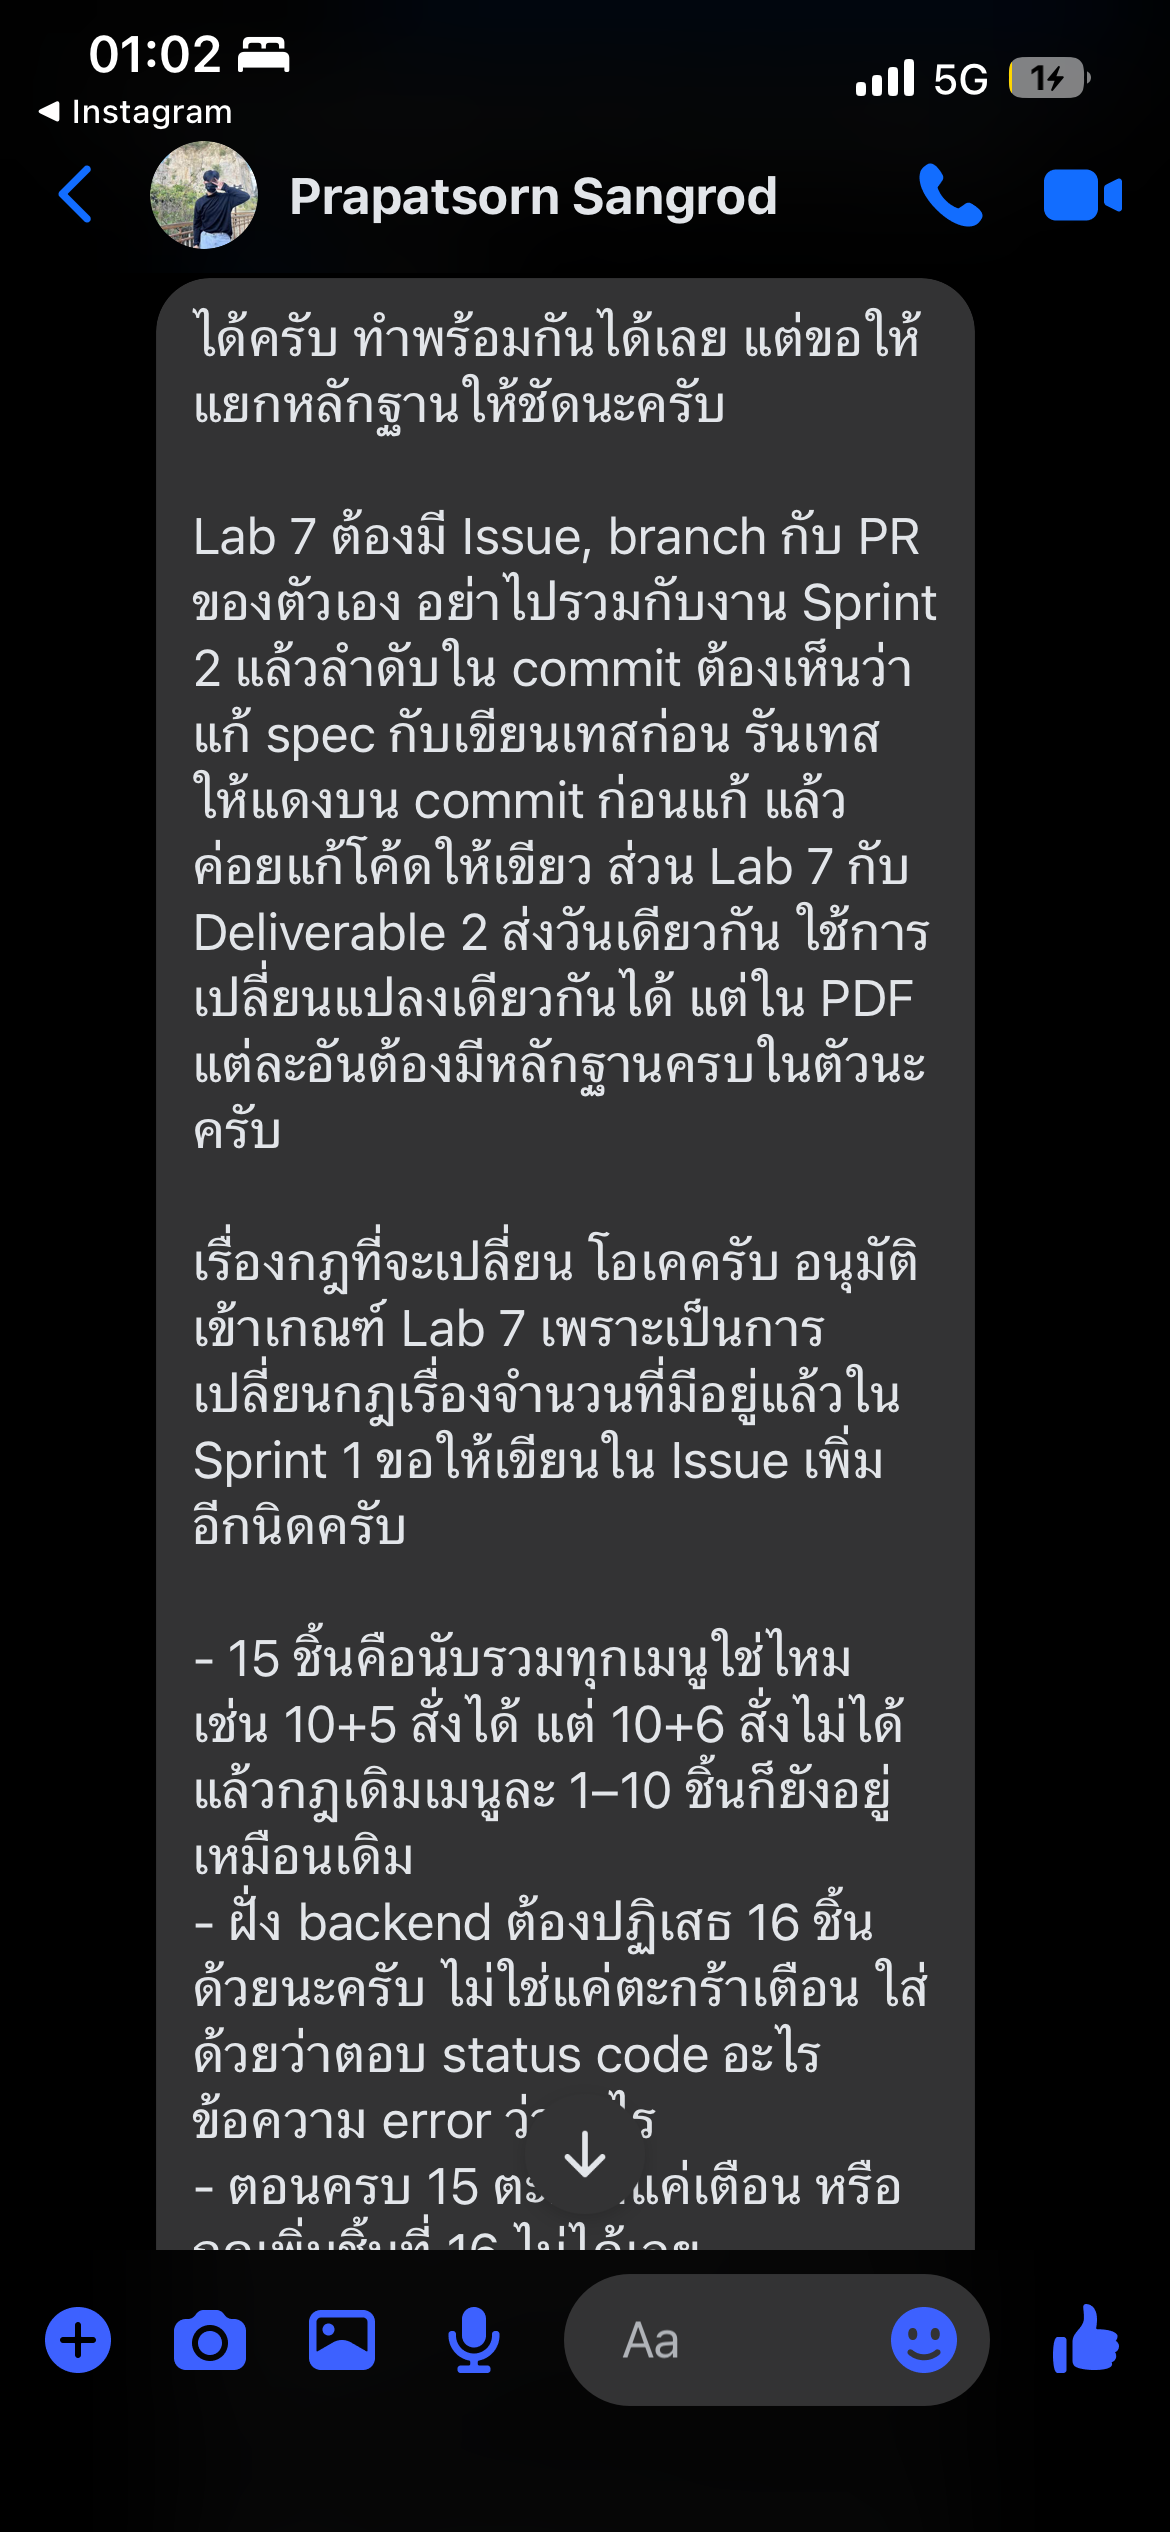 01:02
5G 1
Instagram
Prapatsorn Sangrod
ได้ครับ ทำพร้อมกันได้เลย แต่ขอให้
แยกหลักฐานให้ชัดนะครับ
Lab 7 ต้องมี Issue, branch กับ PR
ของตัวเอง อย่าไปรวมกับงาน Sprint
2 แล้วลำดับใน commit ต้องเห็นว่า
แก้ spec กับเขียนเทสก่อน รันเทส
ให้แดงบน commit ก่อนแก้ แล้ว
ค่อยแก้โค้ดให้เขียว ส่วน Lab 7 กับ
Deliverable 2 ส่งวันเดียวกัน ใช้การ
เปลี่ยนแปลงเดียวกันได้ แต่ใน PDF
แต่ละอันต้องมีหลักฐานครบในตัวนะ
ครับ
เรื่องกฎที่จะเปลี่ยน โอเคครับ อนุมัติ
เข้าเกณฑ์ Lab 7 เพราะเป็นการ
เปลี่ยนกฎเรื่องจำนวนที่มีอยู่แล้วใน
Sprint 1 ขอให้เขียนใน Issue เพิ่ม
อีกนิดครับ
- 15 ชิ้นคือนับรวมทุกเมนูใช่ไหม
เช่น 10+5 สั่งได้ แต่ 10+6 สั่งไม่ได้
แล้วกฎเดิมเมนูละ 1–10 ชิ้นก็ยังอยู่
เหมือนเดิม
- ฝั่ง backend ต้องปฏิเสธ 16 ชิ้น
ด้วยนะครับ ไม่ใช่แค่ตะกร้าเตือน ใส่
ด้วยว่าตอบ status code อะไร
ข้อความ error
- ตอนครบ 15 แค่เตือน หรือ
กดเพิ่มชิ้นที่ 16 ไม่ได้เลย
Aa